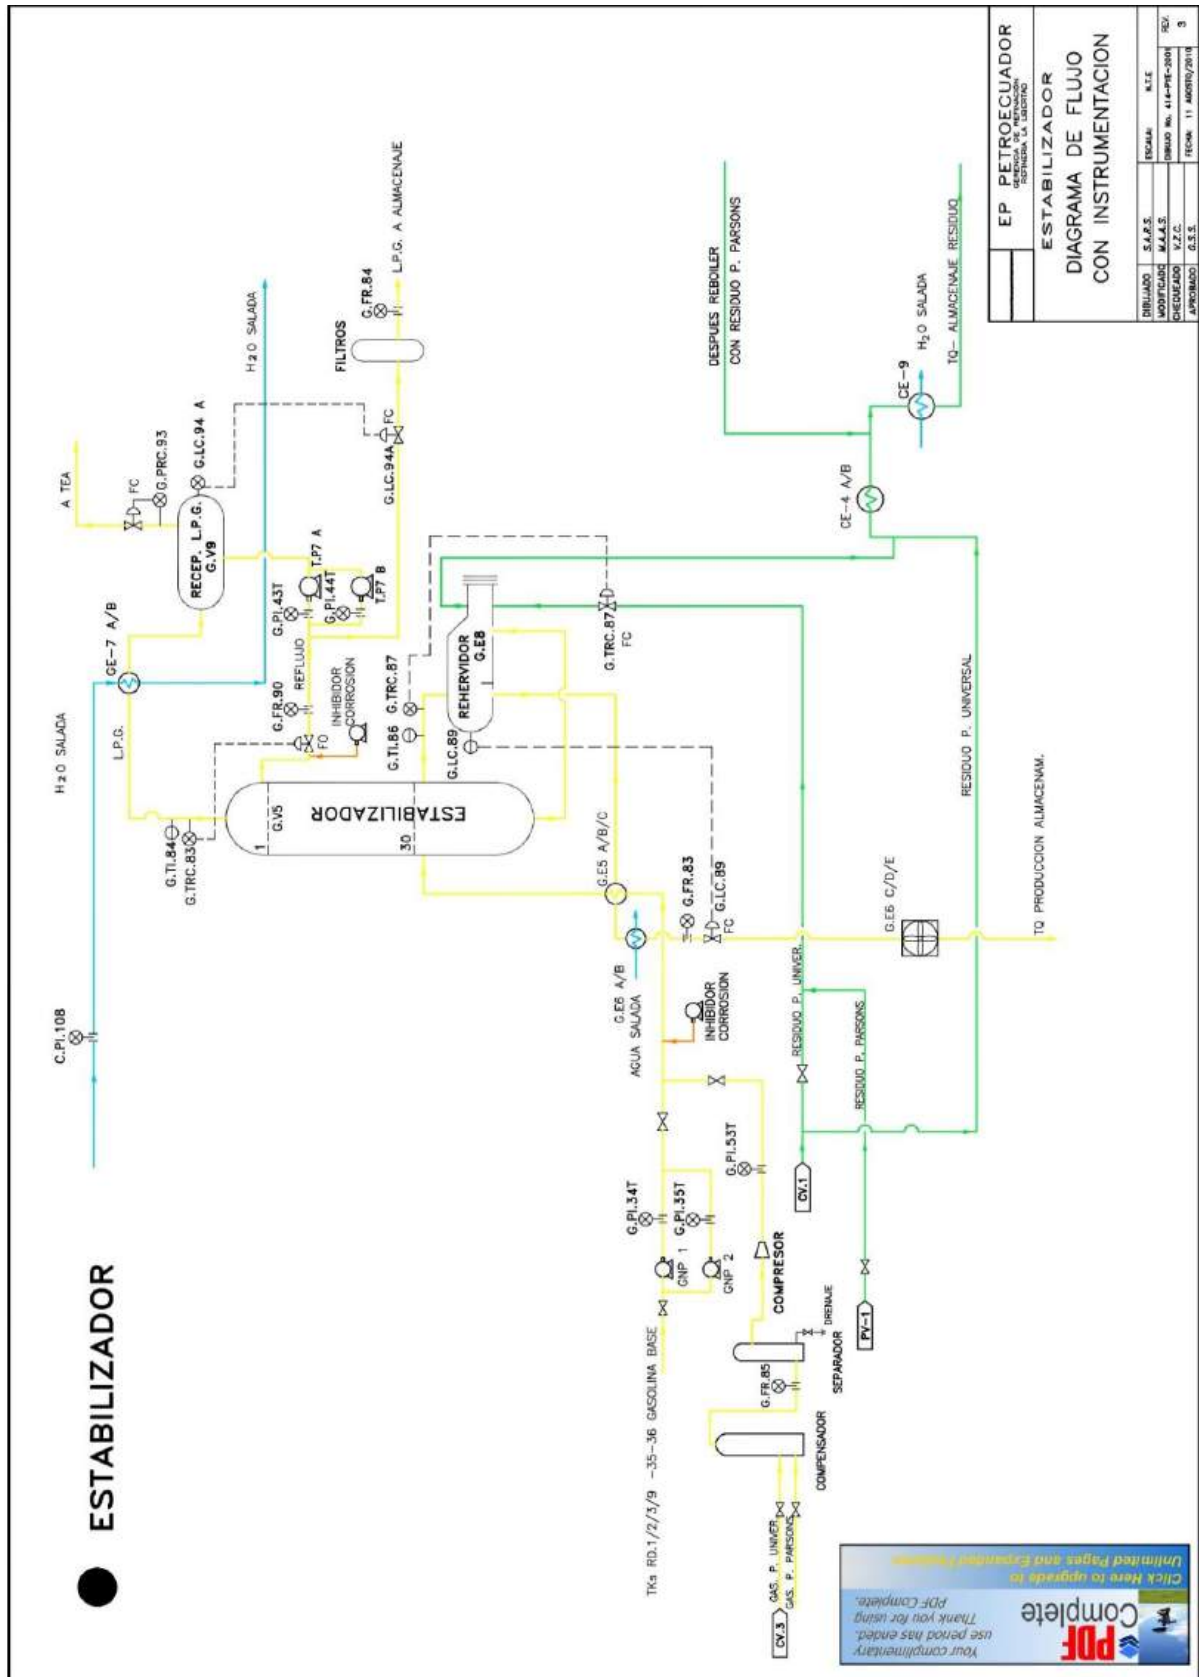 ESTABILIZADOR
H2O SALADA
C.PI.108
H2O SALADA
A TEA
FC
G.PRC.93
GE-7 A/B
RECEP. L.P.G.
G.V9
G.LC.94 A
H2O SALADA
L.P.G.
G.TI.84
G.TRC.83
G.FR.90
REFLUJO
G.PI.43T
T.P7 A
G.PI.44T
T.P7 B
FO
INHIBIDOR
CORROSION
FILTROS
G.FR.84
L.P.G. A ALMACENAJE
FC
G.LC.94A
1
G.V5
ESTABILIZADOR
30
G.TI.86
G.TRC.87
G.LC.89
REHERVIDOR
G.E8
G.TRC.87
FC
G.E5 A/B/C
G.E6 A/B
AGUA SALADA
G.FR.83
G.LC.89
FC
INHIBIDOR
CORROSION
TKs RD.1/2/3/9 -35-36 GASOLINA BASE
GNP 1
G.PI.34T
GNP 2
G.PI.35T
G.PI.53T
COMPRESOR
G.FR.85
SEPARADOR
DRENAJE
COMPENSADOR
CV.3
GAS. P. UNIVER.
GAS. P. PARSONS
CV.1
RESIDUO P. UNIVER.
PV-1
RESIDUO P. PARSONS
RESIDUO P. UNIVERSAL
G.E6 C/D/E
TQ PRODUCCION ALMACENAM.
DESPUES REBOILER
CON RESIDUO P. PARSONS
CE-4 A/B
CE-9
H2O SALADA
TQ- ALMACENAJE RESIDUO
EP PETROECUADOR
GERENCIA DE REFINACION
REFINERIA LA LIBERTAD
ESTABILIZADOR
DIAGRAMA DE FLUJO
CON INSTRUMENTACION
DIBUJADO S.A.R.S. ESCALA: N.T.E
MODIFICADO M.A.A.S. DIBUJO No. 414-PYE-2001 REV.
CHEQUEADO V.Z.C. 3
APROBADO G.S.S. FECHA: 11 AGOSTO/2010
PDF
Complete
Your complimentary
use period has ended.
Thank you for using
PDF Complete.
Click Here to upgrade to
Unlimited Pages and Expanded Features